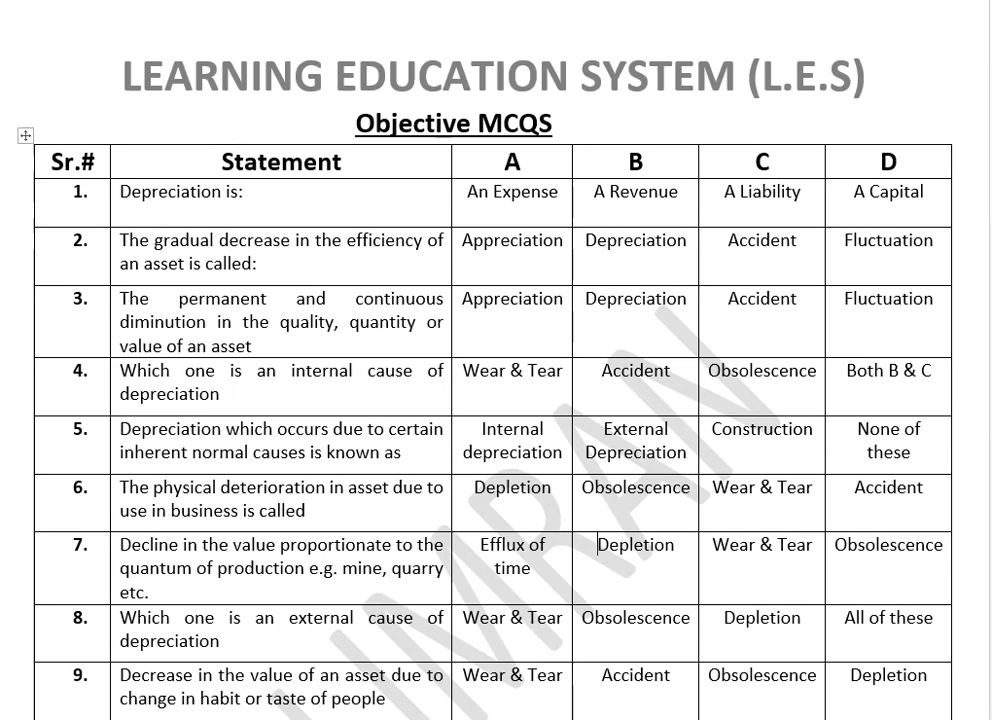 LEARNING EDUCATION SYSTEM (L.E.S)
Objective MCQS
Sr.# Statement A B C D
1. Depreciation is: An Expense A Revenue A Liability A Capital
2. The gradual decrease in the efficiency of Appreciation Depreciation Accident Fluctuation
an asset is called:
3. The permanent and continuous Appreciation Depreciation Accident Fluctuation
diminution in the quality, quantity or
value of an asset
4. Which one is an internal cause of Wear & Tear Accident Obsolescence Both B & C
depreciation
5. Depreciation which occurs due to certain Internal External Construction None of
inherent normal causes is known as depreciation Depreciation these
6. The physical deterioration in asset due to Depletion Obsolescence Wear & Tear Accident
use in business is called
7. Decline in the value proportionate to the Efflux of Depletion Wear & Tear Obsolescence
quantum of production e.g. mine, quarry time
etc.
8. Which one is an external cause of Wear & Tear Obsolescence Depletion All of these
depreciation
9. Decrease in the value of an asset due to Wear & Tear Accident Obsolescence Depletion
change in habit or taste of people
IMRAN